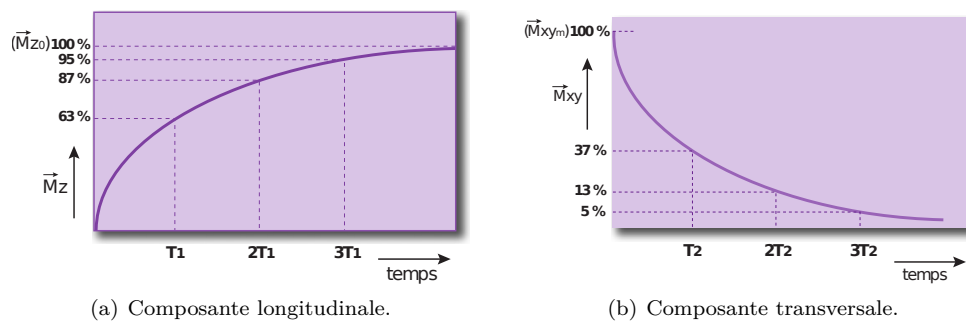 (M⃗z₀) 100 %
95 %
87 %
63 %
M⃗z
T1
2T1
3T1
temps
(a) Composante longitudinale.
(M⃗xyₘ) 100 %
M⃗xy
37 %
13 %
5 %
T2
2T2
3T2
temps
(b) Composante transversale.